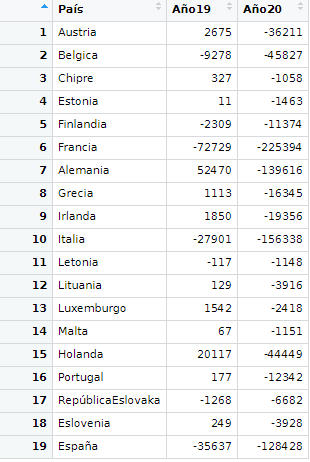 País Año19 Año20
1 Austria 2675 -36211
2 Belgica -9278 -45827
3 Chipre 327 -1058
4 Estonia 11 -1463
5 Finlandia -2309 -11374
6 Francia -72729 -225394
7 Alemania 52470 -139616
8 Grecia 1113 -16345
9 Irlanda 1850 -19356
10 Italia -27901 -156338
11 Letonia -117 -1148
12 Lituania 129 -3916
13 Luxemburgo 1542 -2418
14 Malta 67 -1151
15 Holanda 20117 -44449
16 Portugal 177 -12342
17 RepúblicaEslovaka -1268 -6682
18 Eslovenia 249 -3928
19 España -35637 -128428